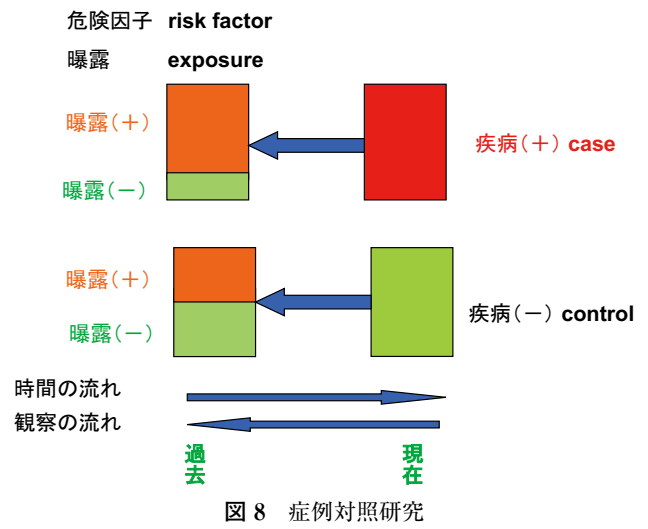 危険因子 risk factor
曝露 exposure
曝露(+)
疾病(+) case
曝露(-)
曝露(+)
疾病(-) control
曝露(-)
時間の流れ
観察の流れ
過去
現在
図 8 症例対照研究